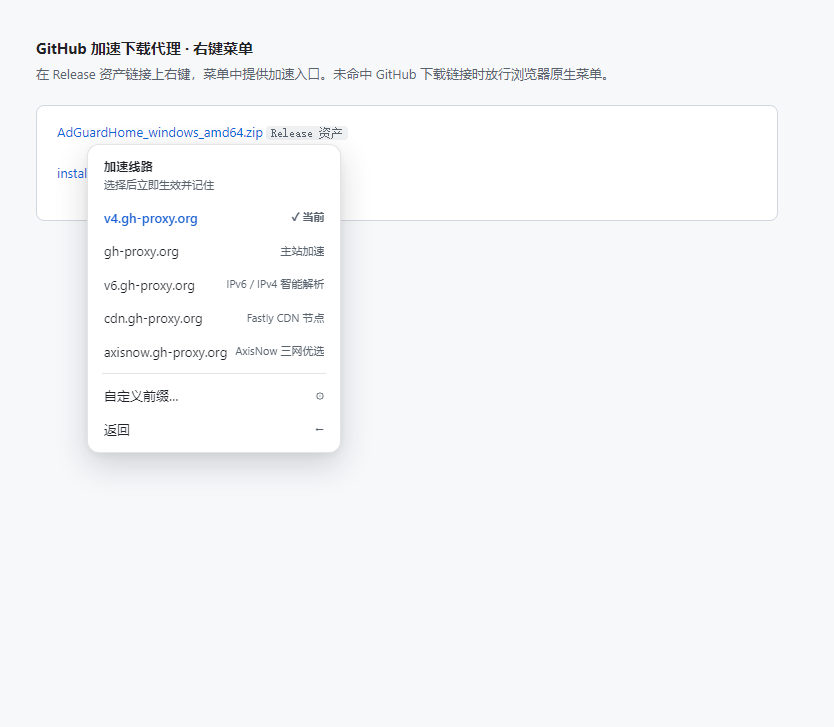 GitHub 加速下载代理 · 右键菜单
在 Release 资产链接上右键，菜单中提供加速入口。未命中 GitHub 下载链接时放行浏览器原生菜单。
AdGuardHome_windows_amd64.zip Release 资产
instal
加速线路
选择后立即生效并记住
v4.gh-proxy.org ✓ 当前
gh-proxy.org 主站加速
v6.gh-proxy.org IPv6 / IPv4 智能解析
cdn.gh-proxy.org Fastly CDN 节点
axisnow.gh-proxy.org AxisNow 三网优选
自定义前缀... ⚙
返回 ←